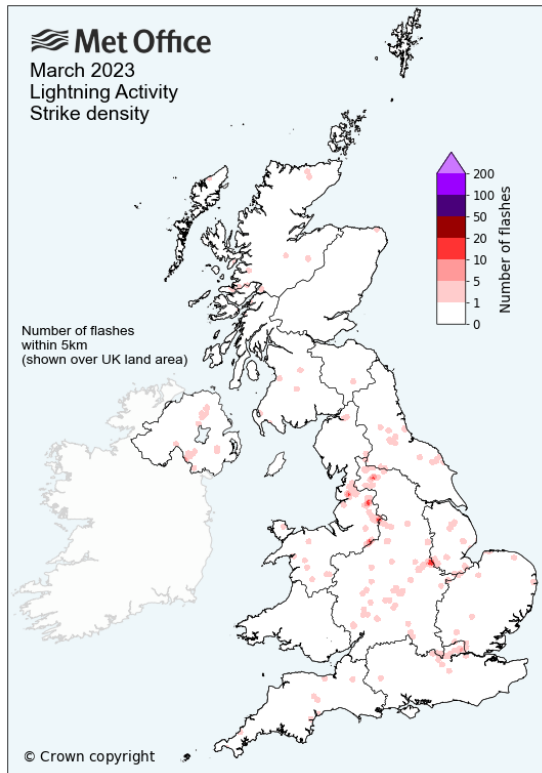 Met Office
March 2023
Lightning Activity
Strike density
200
100
50
20
10
5
1
0
Number of flashes
Number of flashes
within 5km
(shown over UK land area)
© Crown copyright